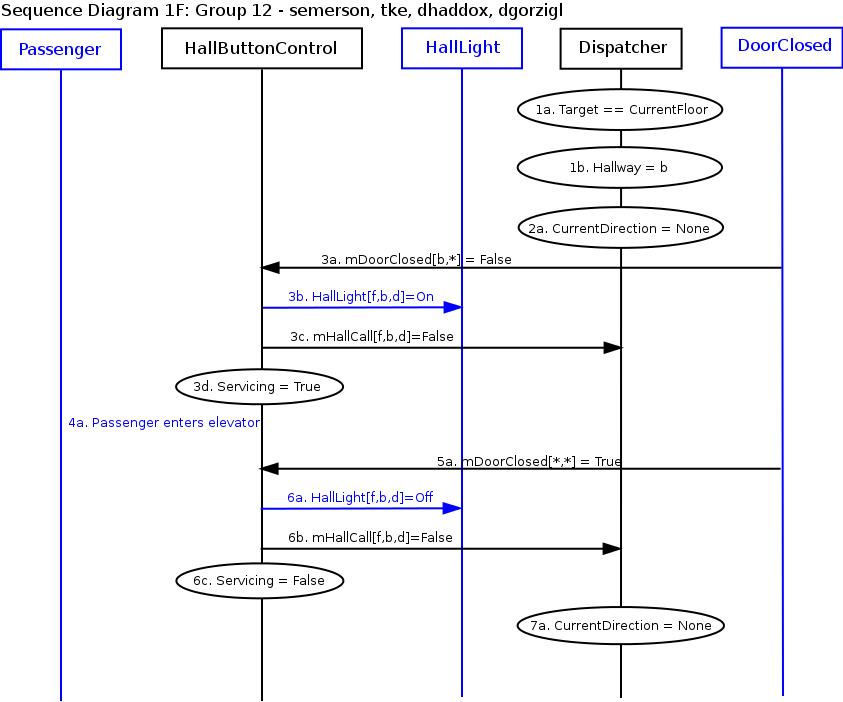 Sequence Diagram 1F: Group 12 - semerson, tke, dhaddox, dgorzigl
Passenger
HallButtonControl
HallLight
Dispatcher
DoorClosed
1a. Target == CurrentFloor
1b. Hallway = b
2a. CurrentDirection = None
3a. mDoorClosed[b,*] = False
3b. HallLight[f,b,d]=On
3c. mHallCall[f,b,d]=False
3d. Servicing = True
4a. Passenger enters elevator
5a. mDoorClosed[*,*] = True
6a. HallLight[f,b,d]=Off
6b. mHallCall[f,b,d]=False
6c. Servicing = False
7a. CurrentDirection = None